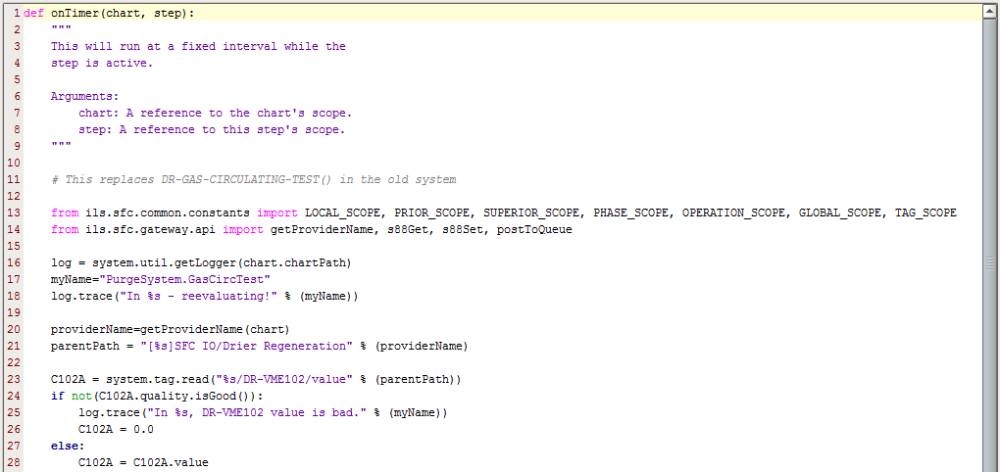 1 def onTimer(chart, step):
2     """
3     This will run at a fixed interval while the
4     step is active.
5
6     Arguments:
7         chart: A reference to the chart's scope.
8         step: A reference to this step's scope.
9     """
10
11     # This replaces DR-GAS-CIRCULATING-TEST() in the old system
12
13     from ils.sfc.common.constants import LOCAL_SCOPE, PRIOR_SCOPE, SUPERIOR_SCOPE, PHASE_SCOPE, OPERATION_SCOPE, GLOBAL_SCOPE, TAG_SCOPE
14     from ils.sfc.gateway.api import getProviderName, s88Get, s88Set, postToQueue
15
16     log = system.util.getLogger(chart.chartPath)
17     myName="PurgeSystem.GasCircTest"
18     log.trace("In %s - reevaluating!" % (myName))
19
20     providerName=getProviderName(chart)
21     parentPath = "[%s]SFC IO/Drier Regeneration" % (providerName)
22
23     C102A = system.tag.read("%s/DR-VME102/value" % (parentPath))
24     if not(C102A.quality.isGood()):
25         log.trace("In %s, DR-VME102 value is bad." % (myName))
26         C102A = 0.0
27     else:
28         C102A = C102A.value